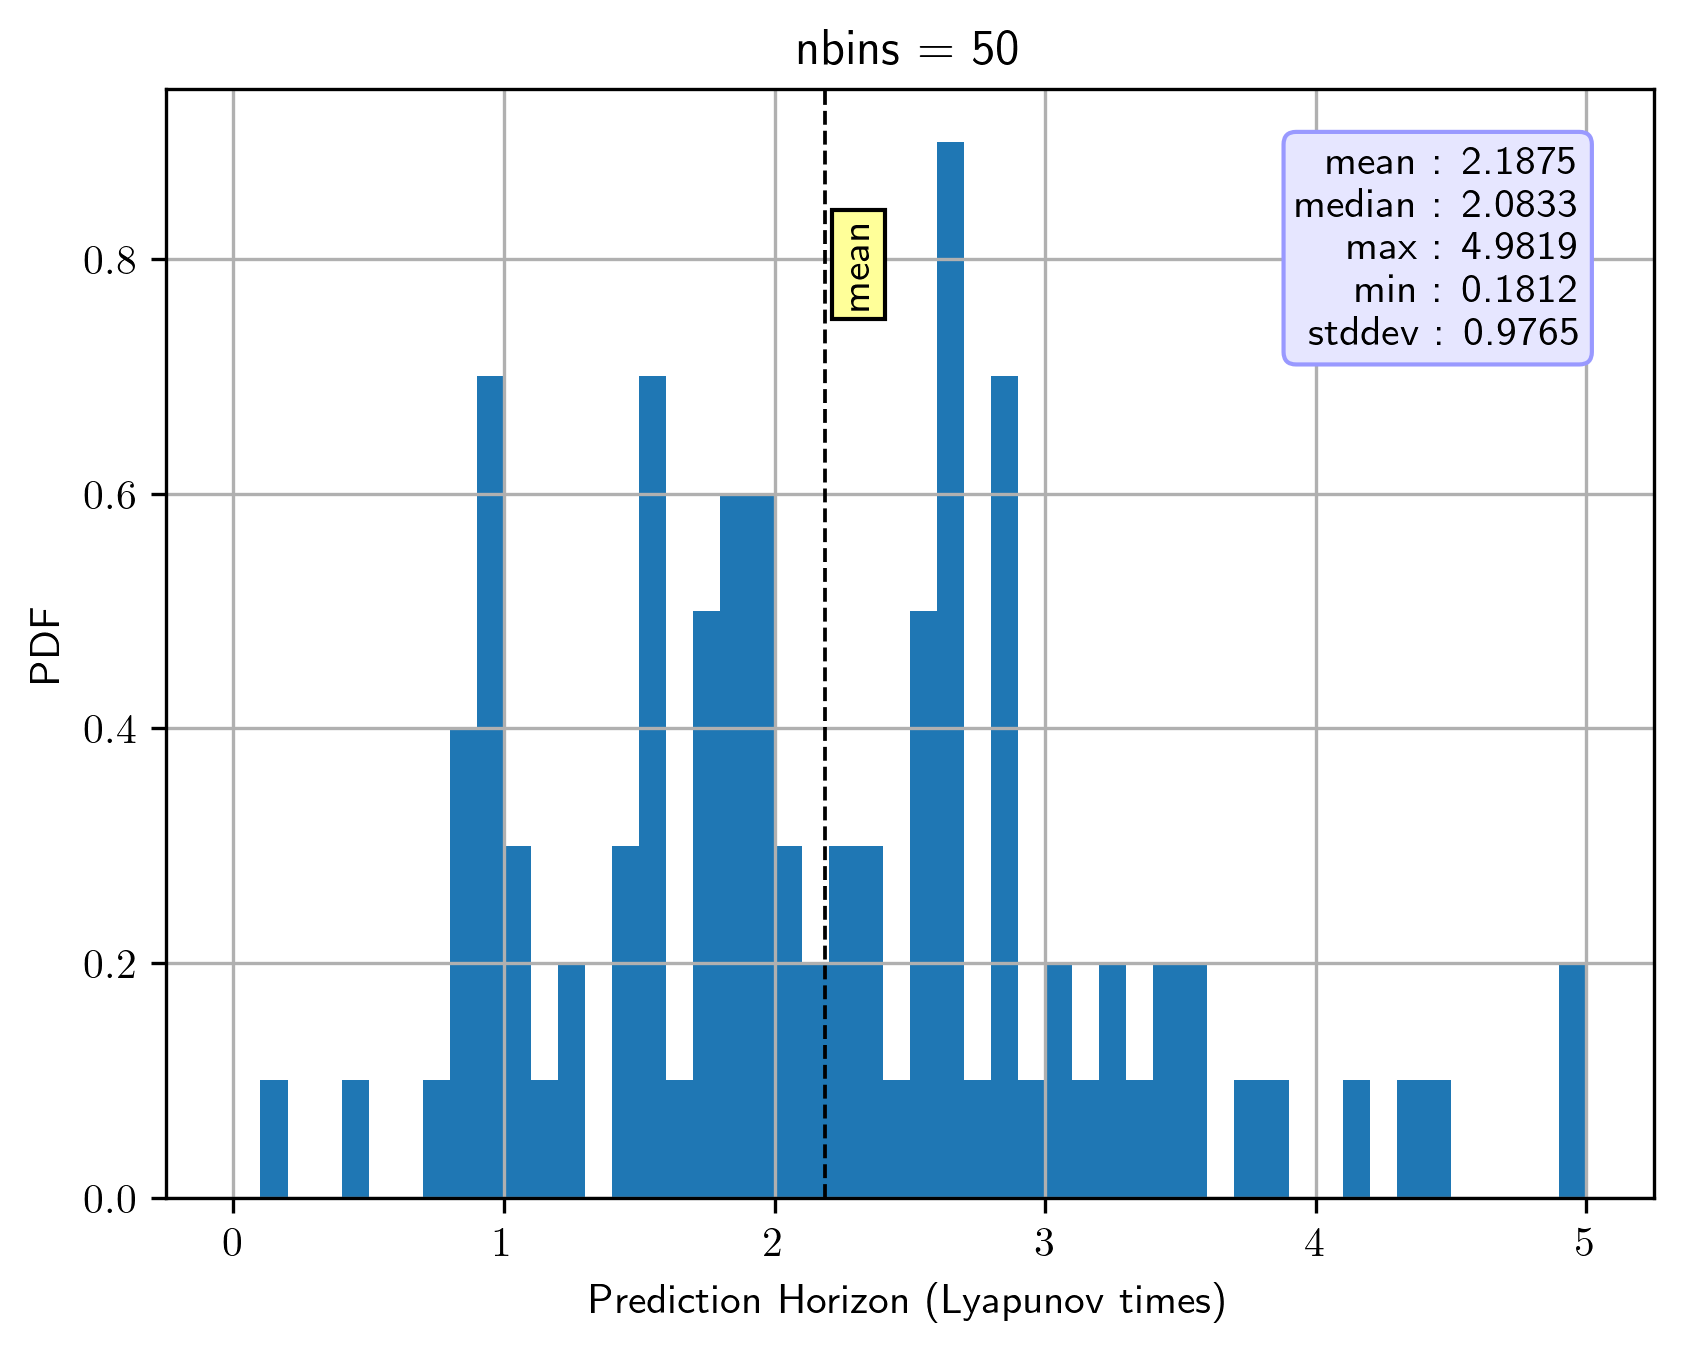 nbins = 50
mean : 2.1875
median : 2.0833
max : 4.9819
min : 0.1812
stddev : 0.9765
mean
PDF
0.8
0.6
0.4
0.2
0.0
0 1 2 3 4 5
Prediction Horizon (Lyapunov times)